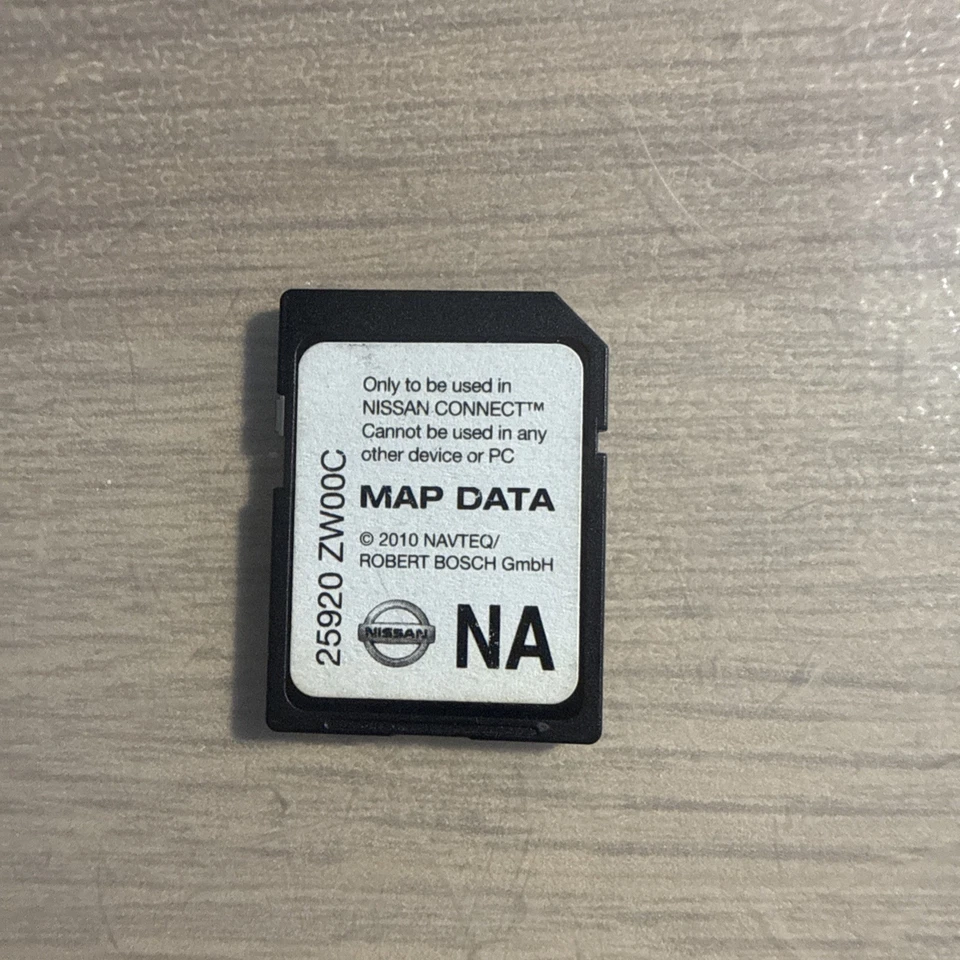 Only to be used in
NISSAN CONNECT™
Cannot be used in any
other device or PC
MAP DATA
© 2010 NAVTEQ/
ROBERT BOSCH GmbH
NISSAN
NA
25920 ZW00C